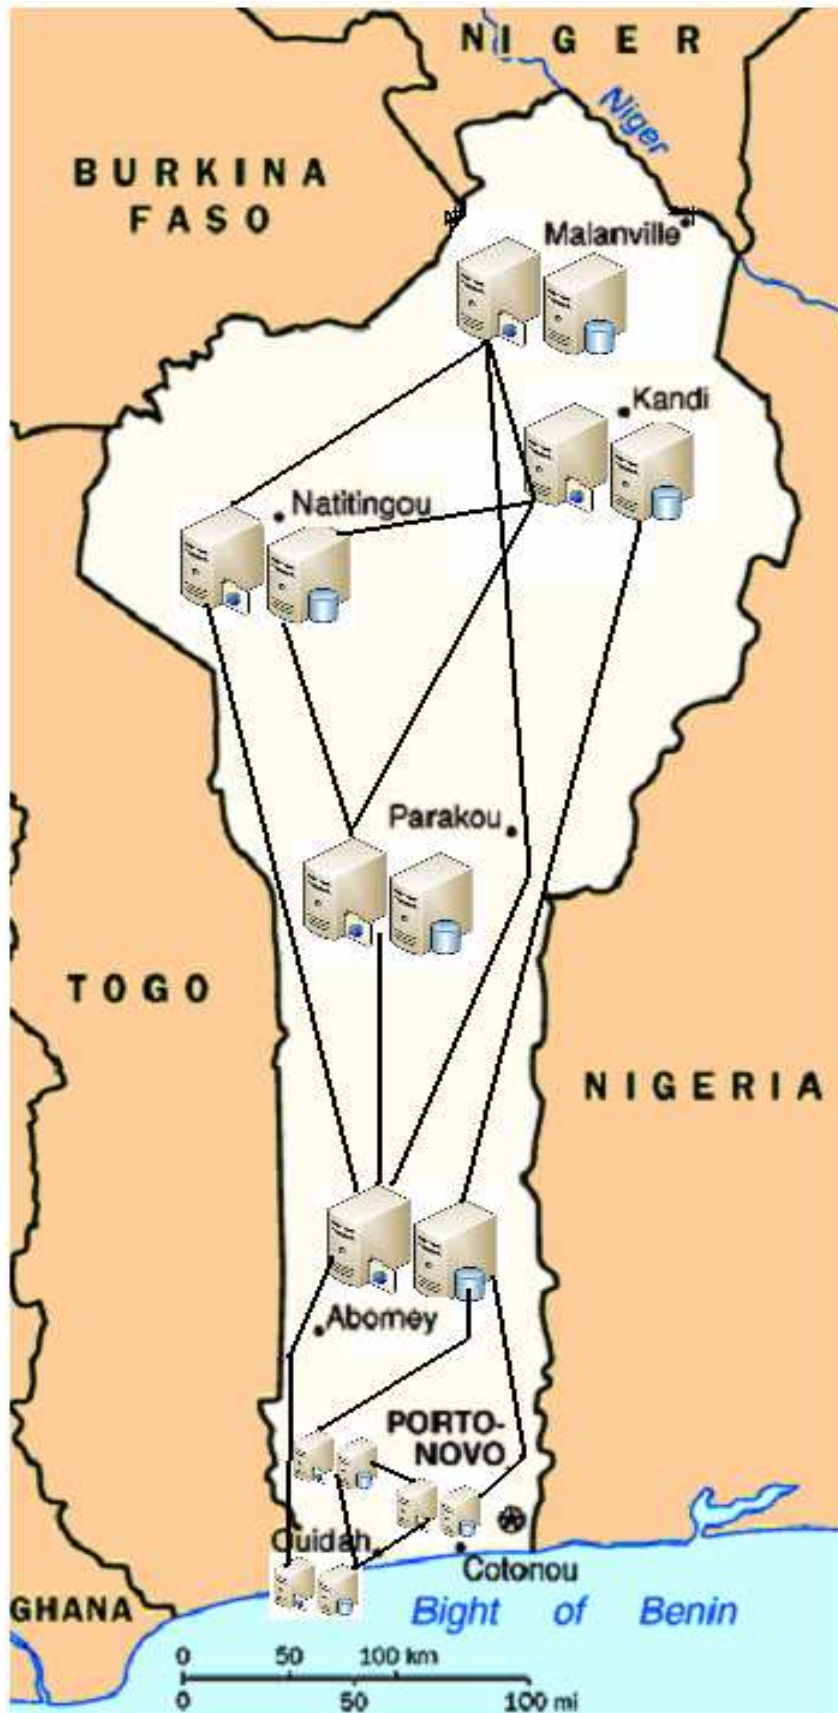 NIGER
Niger
BURKINA
FASO
Malanville
Kandi
Natitingou
Parakou
TOGO
NIGERIA
Abomey
PORTO-
NOVO
Ouidah
Cotonou
GHANA
Bight of Benin
0 50 100 km
0 50 100 mi